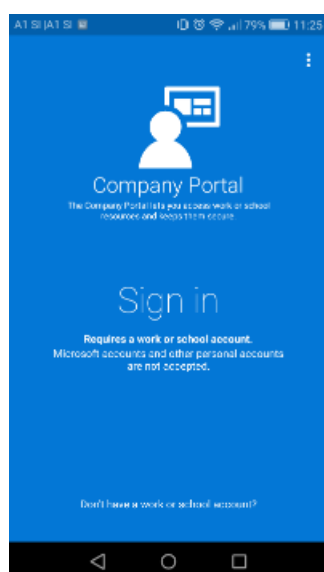 A1 SI |A1 SI 79% 11:25
Company Portal
The Company Portal lets you access work or school
resources and keeps them secure
Sign in
Requires a work or school account.
Microsoft accounts and other personal accounts
are not accepted.
Don't have a work or school account?